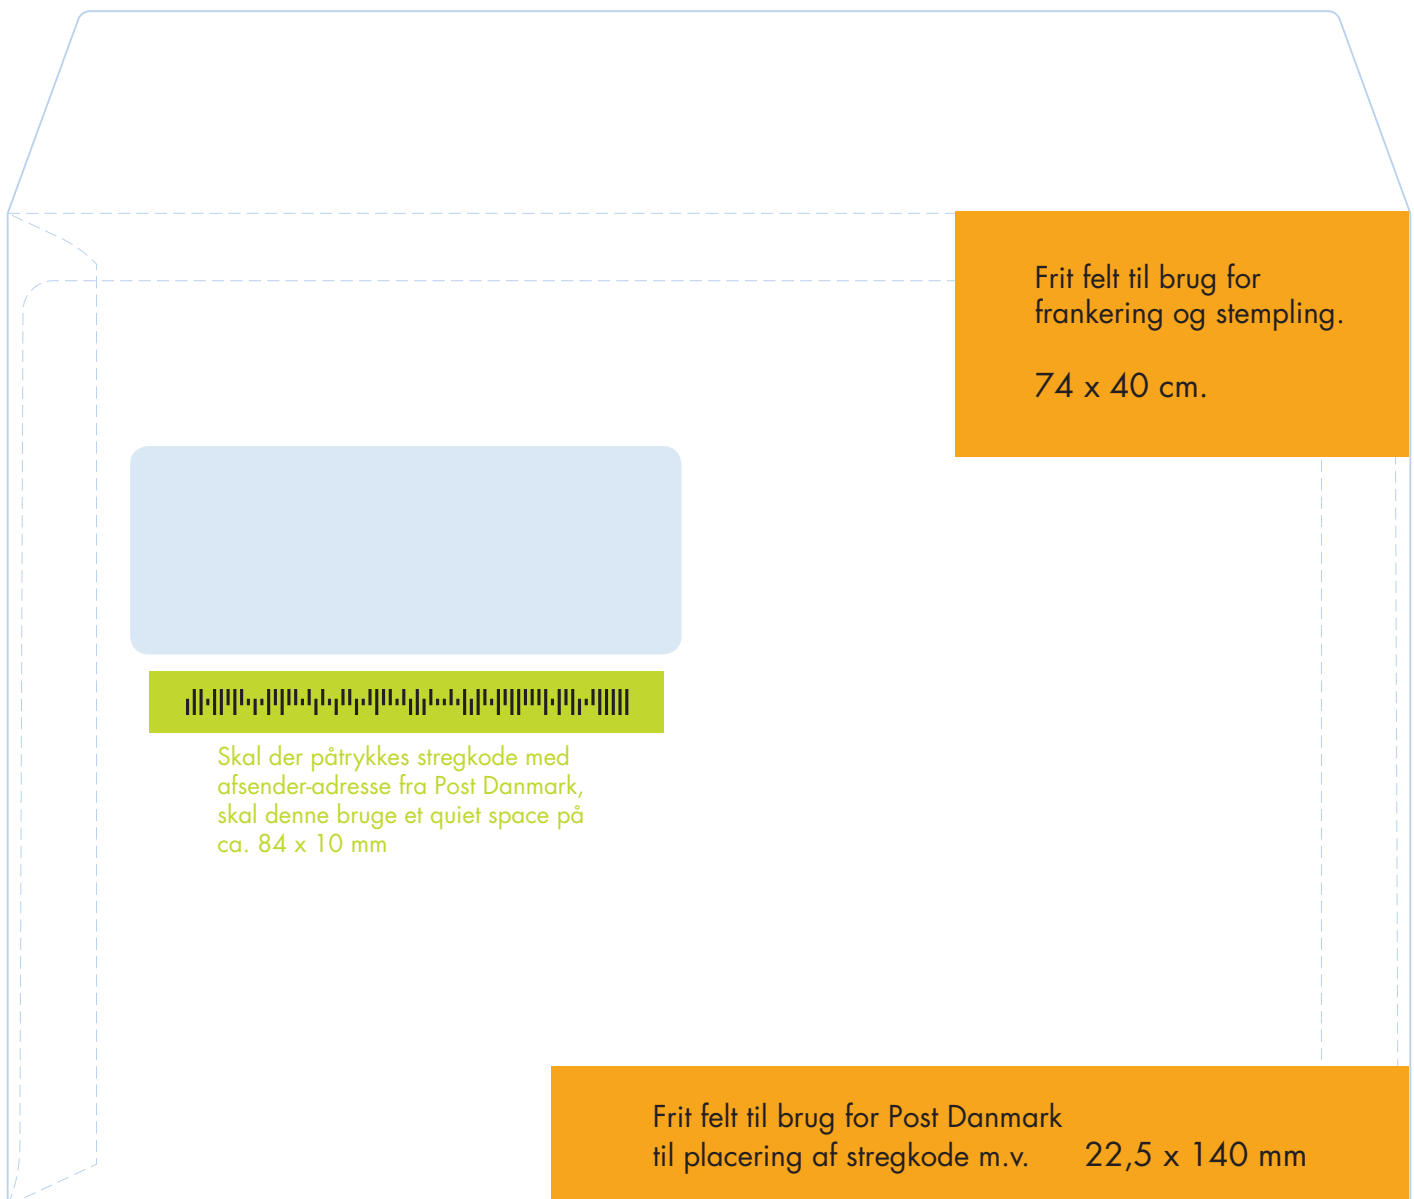 Frit felt til brug for
frankering og stempling.
74 x 40 cm.
Skal der påtrykkes stregkode med
afsender-adresse fra Post Danmark,
skal denne bruge et quiet space på
ca. 84 x 10 mm
Frit felt til brug for Post Danmark
til placering af stregkode m.v. 22,5 x 140 mm